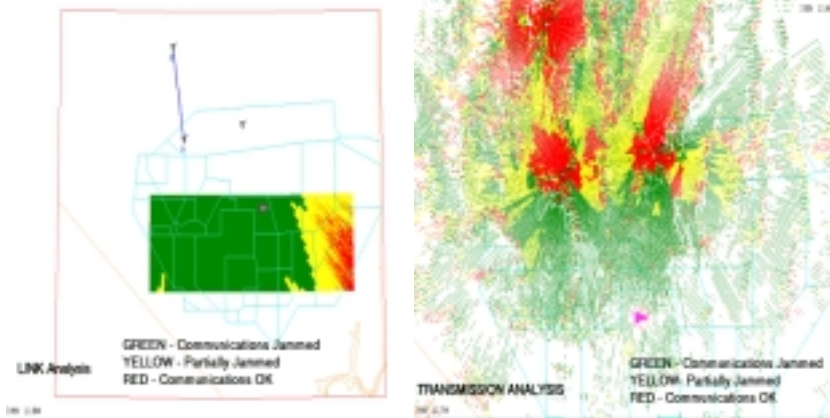 LINK Analysis
GREEN - Communications Jammed
YELLOW - Partially Jammed
RED - Communications OK
TRANSMISSION ANALYSIS
GREEN - Communications Jammed
YELLOW - Partially Jammed
RED - Communications OK